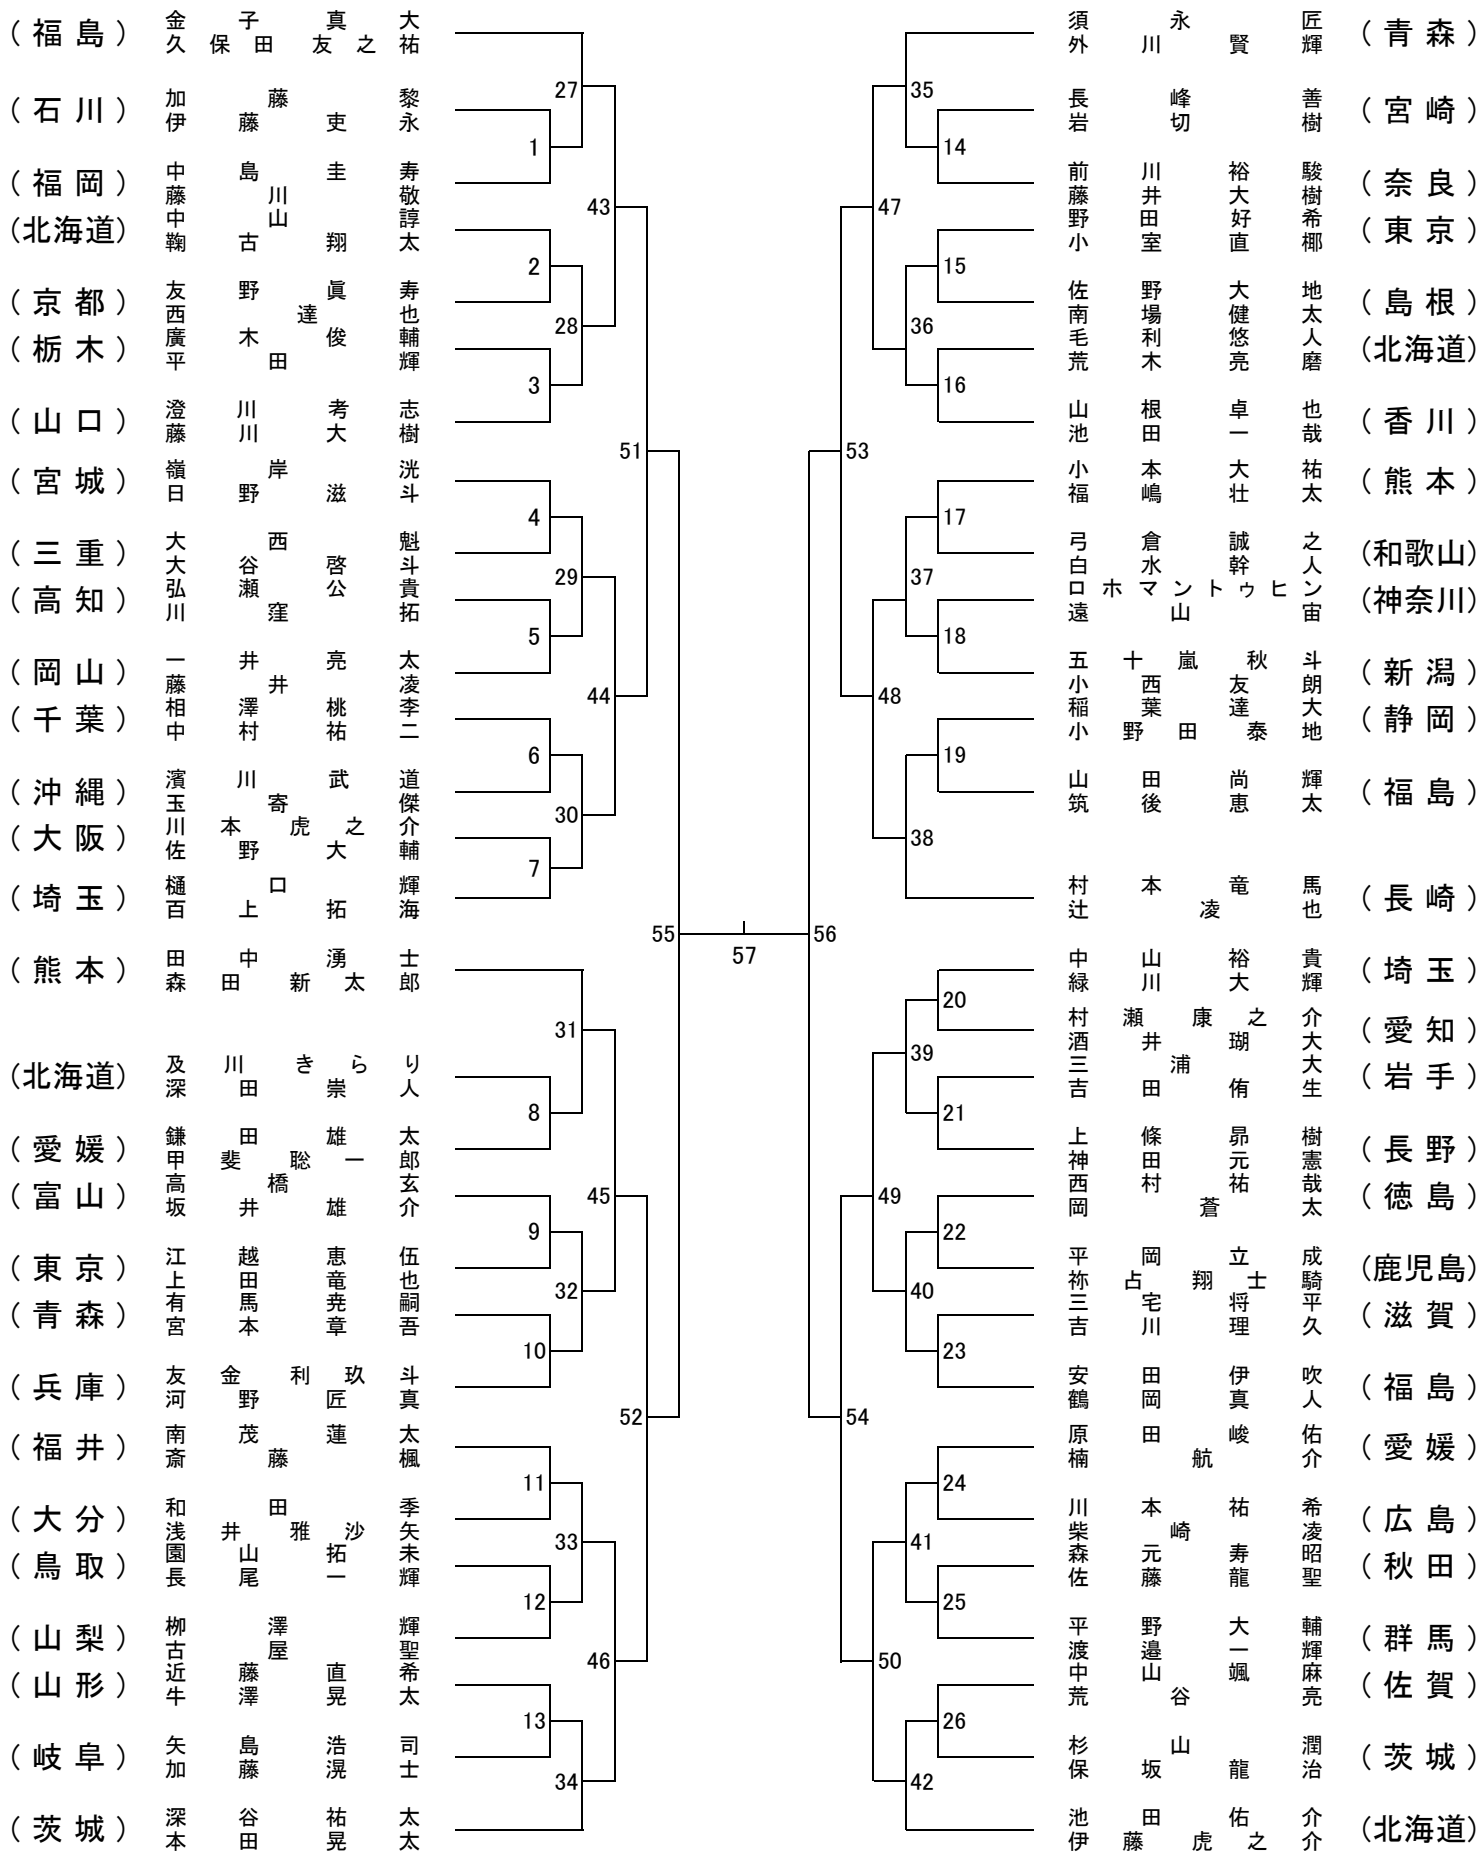 (福島) 金子真大
久保田友之祐
27
(石川) 加藤黎
伊藤吏永
1
(福岡) 中島圭寿
藤川敬
43
(北海道) 中山諄
鞠古翔太
2
(京都) 友野眞寿
西達也
28
(栃木) 廣木俊輔
平田輝
3
(山口) 澄川考志
藤川大樹
51
(宮城) 嶺岸洸
日野滋斗
4
(三重) 大西魁
大谷啓斗
29
(高知) 弘瀬公貴
川窪拓
5
(岡山) 一井亮太
藤井凌
44
(千葉) 相澤桃李
中村祐二
6
(沖縄) 濱川武道
玉寄傑
30
(大阪) 川本虎之介
佐野大輔
7
(埼玉) 樋口輝
百上拓海
55
(熊本) 田中湧士
森田新太郎
31
(北海道) 及川きらり
深田崇人
8
(愛媛) 鎌田雄太
甲斐聡一郎
(富山) 高橋玄
坂井雄介
45
9
(東京) 江越恵伍
上田竜也
32
(青森) 有馬尭嗣
宮本章吾
10
(兵庫) 友金利玖斗
河野匠真
52
(福井) 南茂蓮太
斎藤楓
11
(大分) 和田季
浅井雅沙矢
33
(鳥取) 園山拓未
長尾一輝
12
(山梨) 栁澤輝
古屋聖
46
(山形) 近藤直希
牛澤晃太
13
(岐阜) 矢島浩司
加藤滉士
34
(茨城) 深谷祐太
本田晃太
57
須永匠 (青森)
外川賢輝
35
長峰善 (宮崎)
岩切樹
14
前川裕駿 (奈良)
藤井大樹
47
野田好希 (東京)
小室直椰
15
佐野大地 (島根)
南場健太
36
毛利悠人 (北海道)
荒木亮磨
16
山根卓也 (香川)
池田一哉
53
小本大祐 (熊本)
福嶋壮太
17
弓倉誠之 (和歌山)
白水幹人
37
ロホマントゥヒン (神奈川)
遠山宙
18
五十嵐秋斗 (新潟)
小西友朗
48
稲葉達大 (静岡)
小野田泰地
19
山田尚輝 (福島)
筑後恵太
38
村本竜馬 (長崎)
辻凌也
56
中山裕貴 (埼玉)
緑川大輝
20
村瀬康之介 (愛知)
酒井瑚大
39
三浦大 (岩手)
吉田侑生
21
上條昴樹 (長野)
神田元憲
49
西村祐哉 (徳島)
岡蒼太
22
平岡立成 (鹿児島)
祢占翔士騎
40
三宅将平 (滋賀)
吉川理久
23
安田伊吹 (福島)
鶴岡真人
54
原田峻佑 (愛媛)
楠航介
24
川本祐希 (広島)
柴崎凌
41
森元寿昭 (秋田)
佐藤龍聖
25
平野大輔 (群馬)
渡邉一輝
50
中山颯麻 (佐賀)
荒谷亮
26
杉山潤 (茨城)
保坂龍治
42
池田佑介 (北海道)
伊藤虎之介